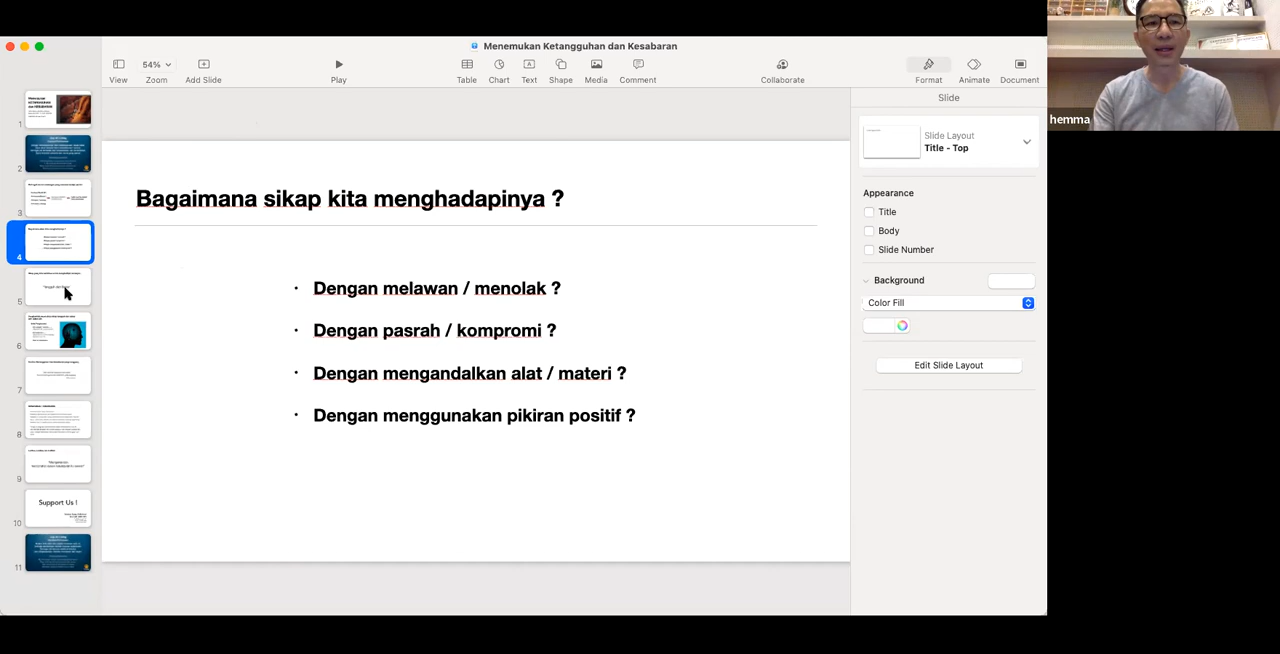 Menemukan Ketangguhan dan Kesabaran
View
54%
Zoom
Add Slide
Play
Table
Chart
Text
Shape
Media
Comment
Collaborate
Format
Animate
Document
hemma
1
2
3
4
5
6
7
8
9
10
Support Us !
11
Bagaimana sikap kita menghadapinya ?
• Dengan melawan / menolak ?
• Dengan pasrah / kompromi ?
• Dengan mengandalkan alat / materi ?
• Dengan menggunakan pikiran positif ?
Slide
Slide Layout
Title - Top
Appearance
Title
Body
Slide Number
Background
Color Fill
Edit Slide Layout